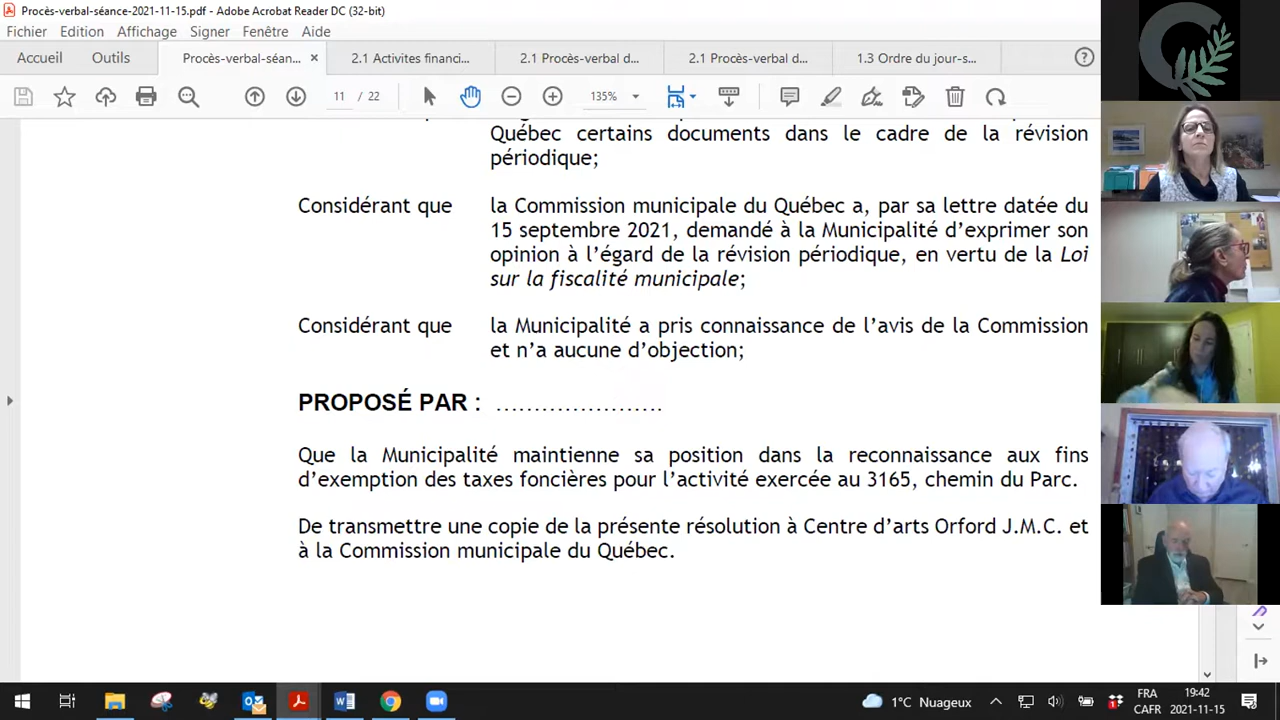 Procès-verbal-séance-2021-11-15.pdf - Adobe Acrobat Reader DC (32-bit)
Fichier Edition Affichage Signer Fenêtre Aide
Accueil Outils Procès-verbal-séan... × 2.1 Activites financi... 2.1 Procès-verbal d... 2.1 Procès-verbal d... 1.3 Ordre du jour-s...
11 / 22 135%
Québec certains documents dans le cadre de la révision
périodique;
Considérant que la Commission municipale du Québec a, par sa lettre datée du
15 septembre 2021, demandé à la Municipalité d’exprimer son
opinion à l’égard de la révision périodique, en vertu de la Loi
sur la fiscalité municipale;
Considérant que la Municipalité a pris connaissance de l’avis de la Commission
et n’a aucune d’objection;
PROPOSÉ PAR : ......................
Que la Municipalité maintienne sa position dans la reconnaissance aux fins
d’exemption des taxes foncières pour l’activité exercée au 3165, chemin du Parc.
De transmettre une copie de la présente résolution à Centre d’arts Orford J.M.C. et
à la Commission municipale du Québec.
1°C Nuageux
FRA
CAFR
19:42
2021-11-15